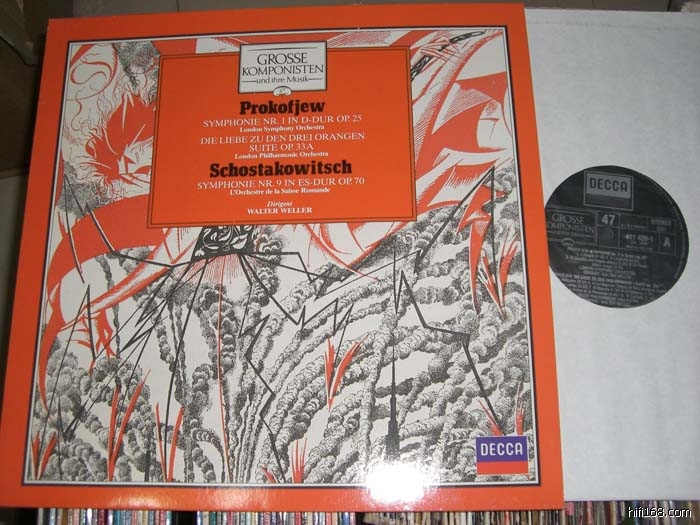 GROSSE
KOMPONISTEN
und ihre Musik
Prokofjew
SYMPHONIE NR. 1 IN D-DUR OP. 25
London Symphony Orchestra
DIE LIEBE ZU DEN DREI ORANGEN
SUITE OP. 33A
London Philharmonic Orchestra
Schostakowitsch
SYMPHONIE NR. 9 IN ES-DUR OP. 70
L'Orchestre de la Suisse Romande
Dirigent
WALTER WELLER
DECCA
DECCA
GROSSE
KOMPONISTEN
47
STEREO
A
hifi168.com